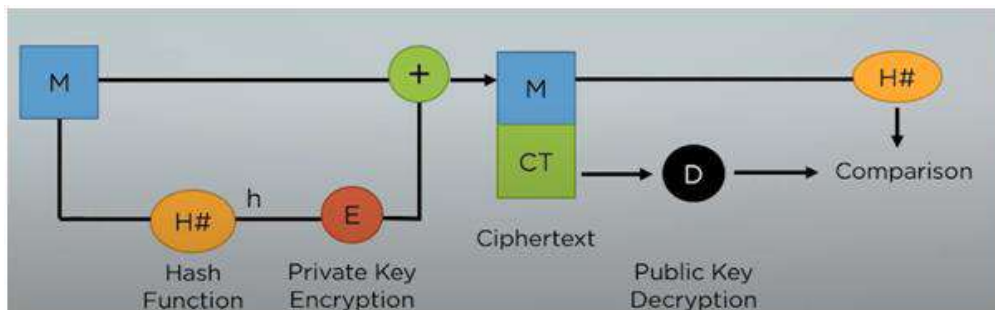 M
+
M
H#
CT
D
Comparison
H#
h
E
Ciphertext
Hash
Function
Private Key
Encryption
Public Key
Decryption